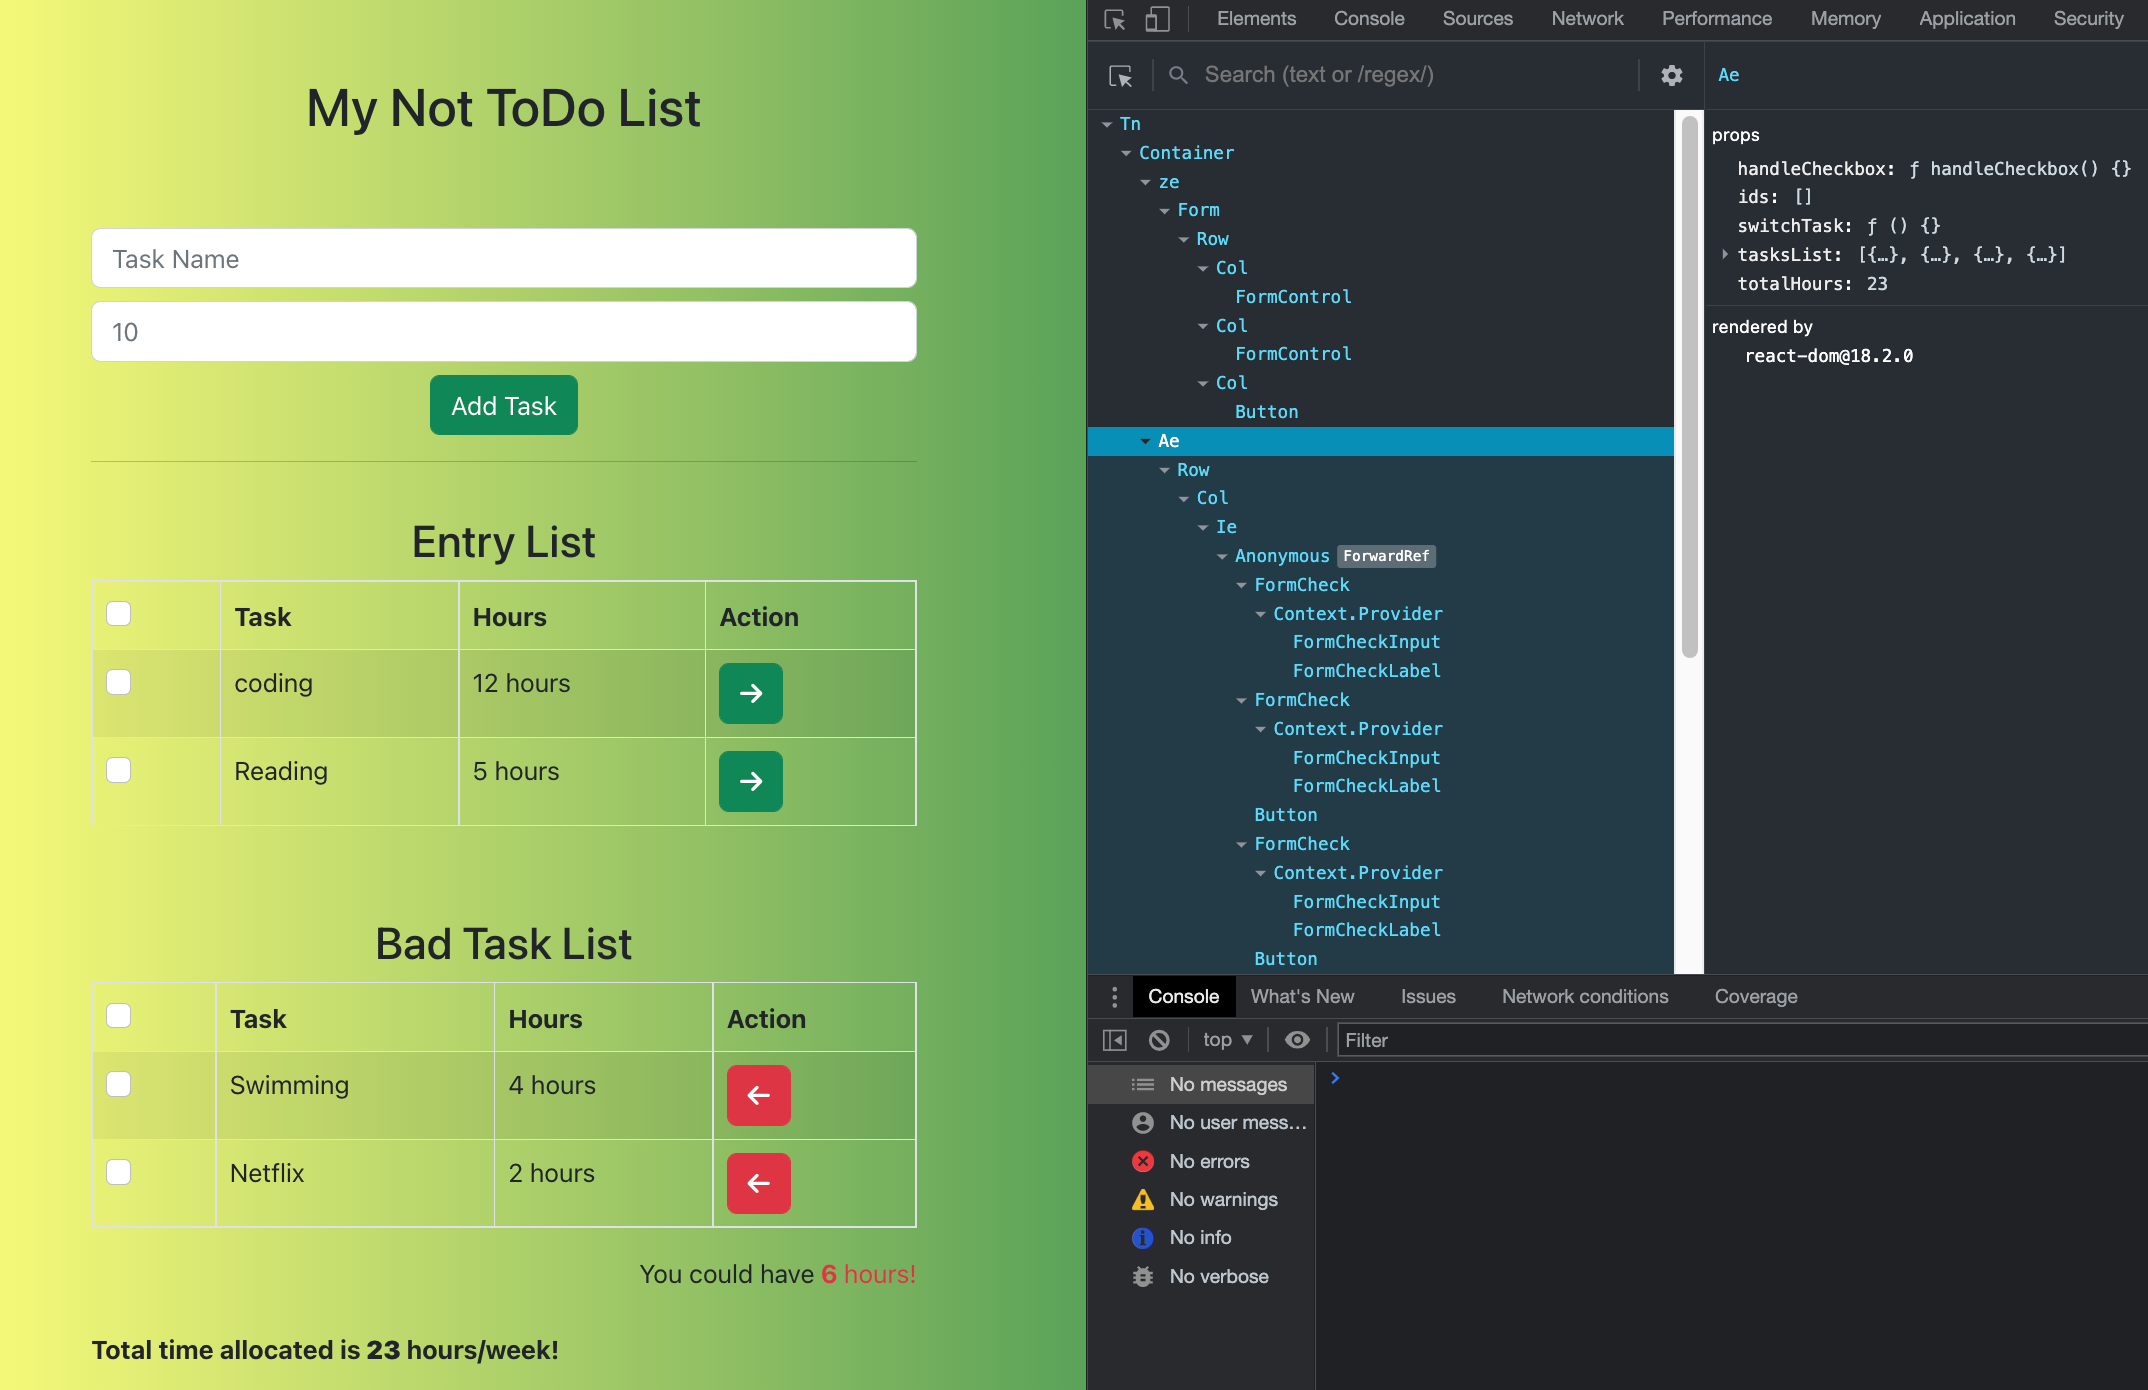 My Not ToDo List
Task Name
10
Add Task
Entry List
Task Hours Action
coding 12 hours
Reading 5 hours
Bad Task List
Task Hours Action
Swimming 4 hours
Netflix 2 hours
You could have 6 hours!
Total time allocated is 23 hours/week!
Elements Console Sources Network Performance Memory Application Security
Search (text or /regex/)
Tn
Container
ze
Form
Row
Col
FormControl
Col
FormControl
Col
Button
Ae
Row
Col
Ie
Anonymous ForwardRef
FormCheck
Context.Provider
FormCheckInput
FormCheckLabel
FormCheck
Context.Provider
FormCheckInput
FormCheckLabel
Button
FormCheck
Context.Provider
FormCheckInput
FormCheckLabel
Button
Ae
props
handleCheckbox: ƒ handleCheckbox() {}
ids: []
switchTask: ƒ () {}
tasksList: [{…}, {…}, {…}, {…}]
totalHours: 23
rendered by
react-dom@18.2.0
Console What's New Issues Network conditions Coverage
top Filter
No messages
No user mess…
No errors
No warnings
No info
No verbose